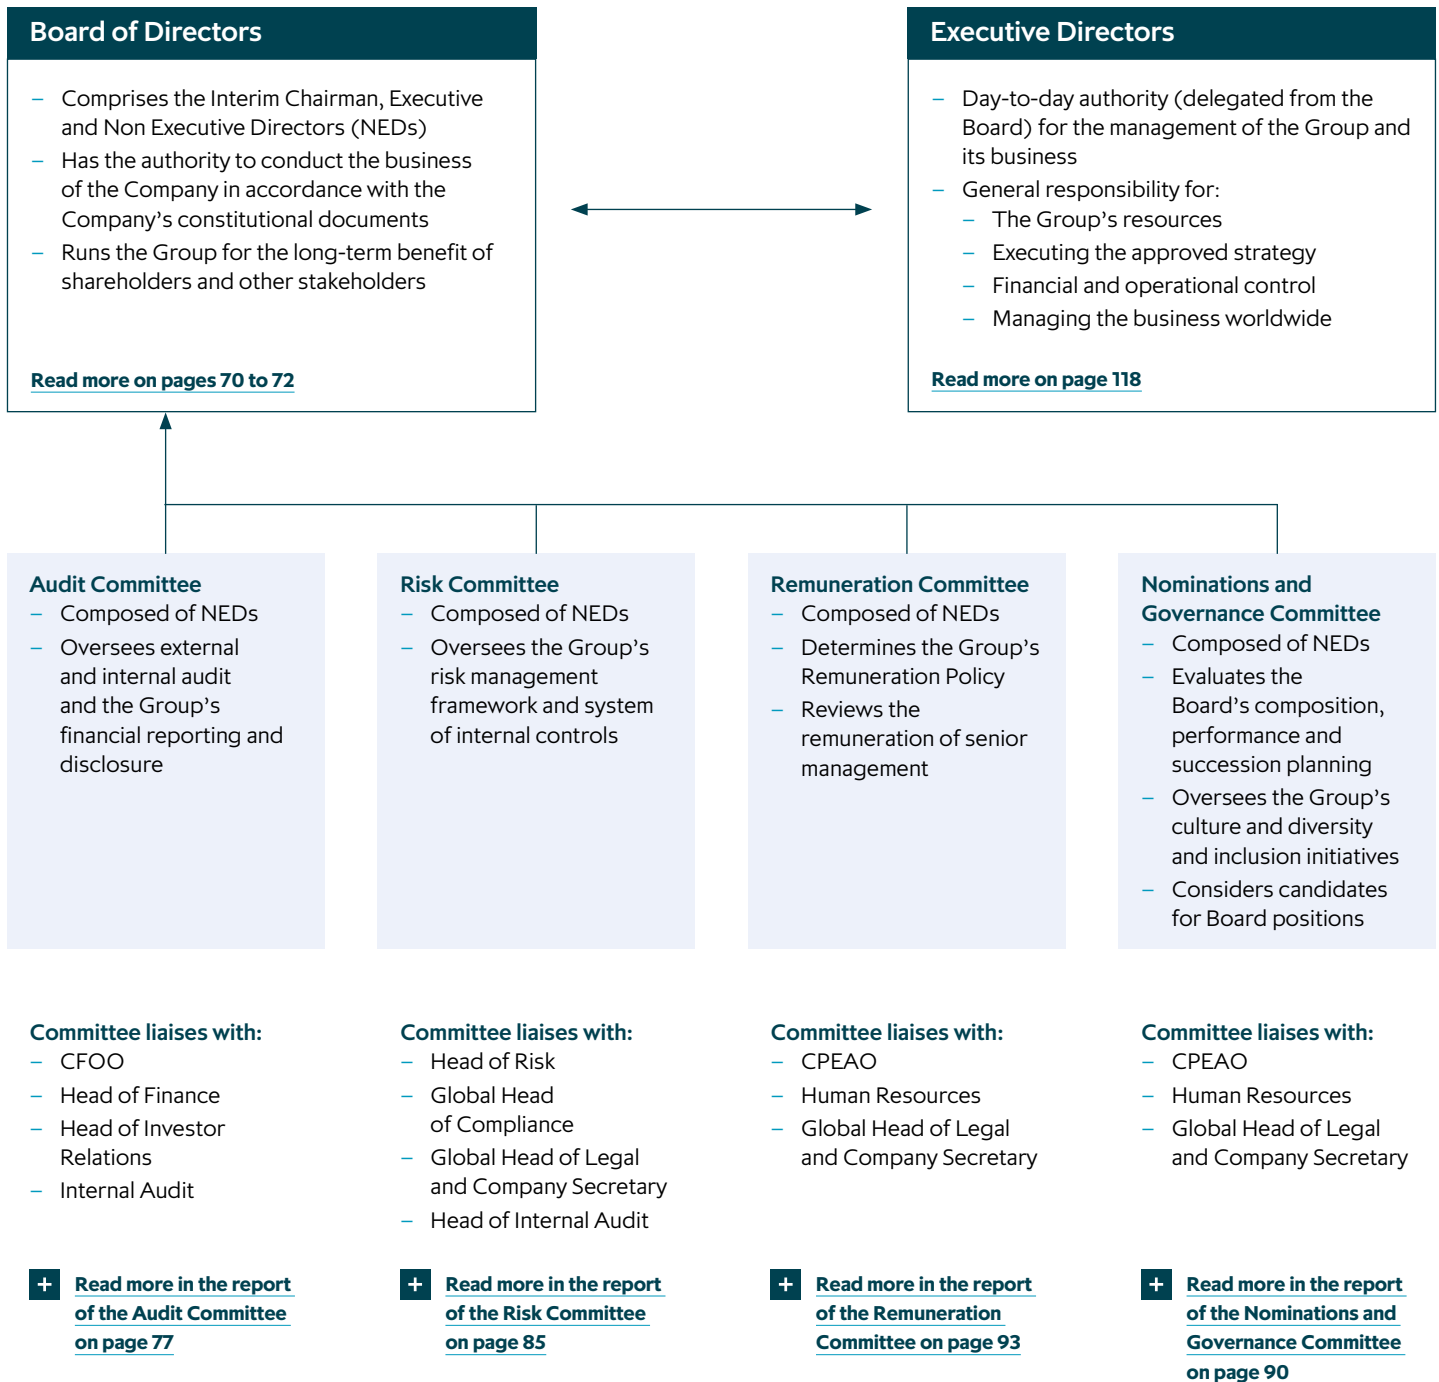 Board of Directors
– Comprises the Interim Chairman, Executive
and Non Executive Directors (NEDs)
– Has the authority to conduct the business
of the Company in accordance with the
Company’s constitutional documents
– Runs the Group for the long-term benefit of
shareholders and other stakeholders
Read more on pages 70 to 72
Executive Directors
– Day-to-day authority (delegated from the
Board) for the management of the Group and
its business
– General responsibility for:
– The Group’s resources
– Executing the approved strategy
– Financial and operational control
– Managing the business worldwide
Read more on page 118
Audit Committee
– Composed of NEDs
– Oversees external
and internal audit
and the Group’s
financial reporting and
disclosure
Risk Committee
– Composed of NEDs
– Oversees the Group’s
risk management
framework and system
of internal controls
Remuneration Committee
– Composed of NEDs
– Determines the Group’s
Remuneration Policy
– Reviews the
remuneration of senior
management
Nominations and
Governance Committee
– Composed of NEDs
– Evaluates the
Board’s composition,
performance and
succession planning
– Oversees the Group’s
culture and diversity
and inclusion initiatives
– Considers candidates
for Board positions
Committee liaises with:
– CFOO
– Head of Finance
– Head of Investor
Relations
– Internal Audit
+ Read more in the report
of the Audit Committee
on page 77
Committee liaises with:
– Head of Risk
– Global Head
of Compliance
– Global Head of Legal
and Company Secretary
– Head of Internal Audit
+ Read more in the report
of the Risk Committee
on page 85
Committee liaises with:
– CPEAO
– Human Resources
– Global Head of Legal
and Company Secretary
+ Read more in the report
of the Remuneration
Committee on page 93
Committee liaises with:
– CPEAO
– Human Resources
– Global Head of Legal
and Company Secretary
+ Read more in the report
of the Nominations and
Governance Committee
on page 90